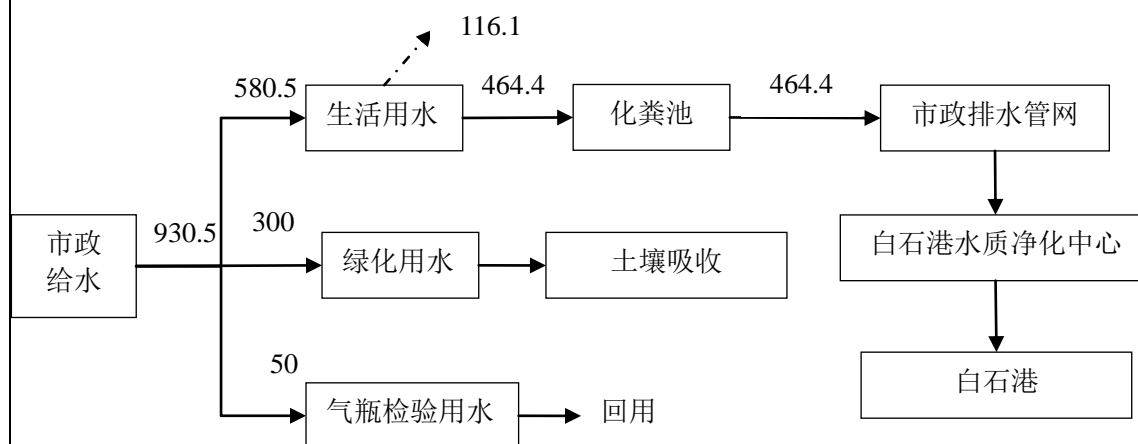 116.1
580.5
生活用水
464.4
化粪池
464.4
市政排水管网
市政
给水
930.5
300
绿化用水
土壤吸收
白石港水质净化中心
50
气瓶检验用水
回用
白石港